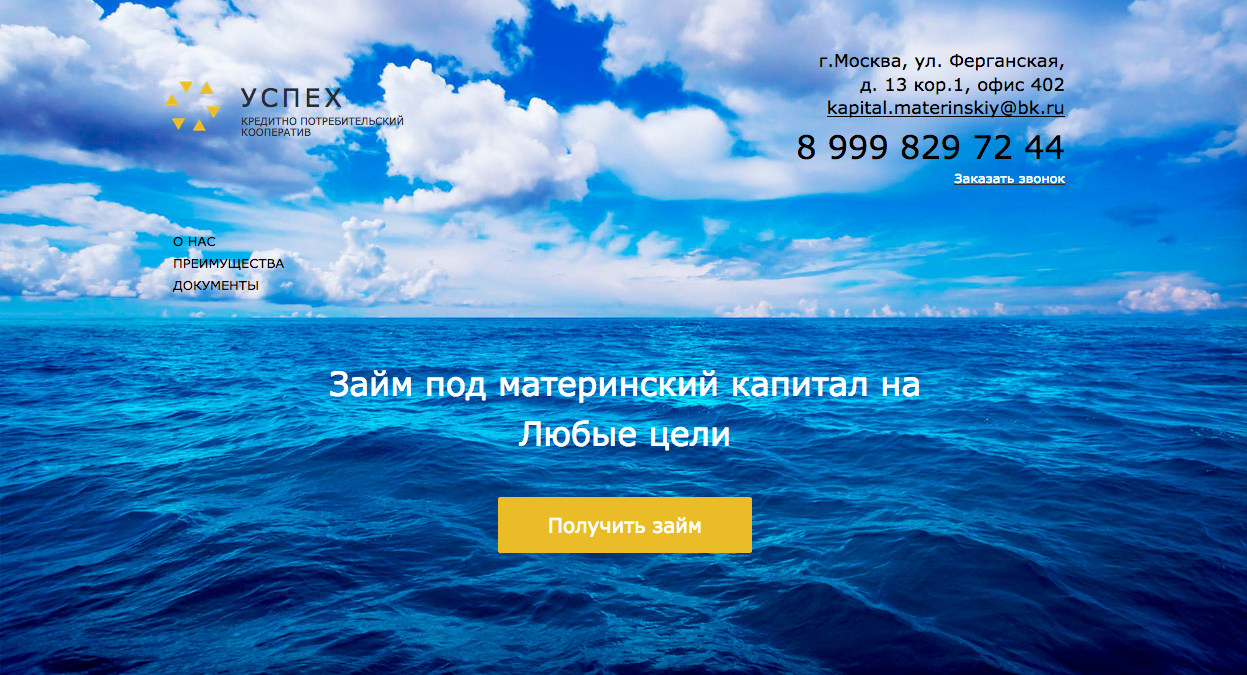 УСПЕХ
КРЕДИТНО ПОТРЕБИТЕЛЬСКИЙ
КООПЕРАТИВ
г.Москва, ул. Ферганская,
д. 13 кор.1, офис 402
kapital.materinskiy@bk.ru
8 999 829 72 44
Заказать звонок
О НАС
ПРЕИМУЩЕСТВА
ДОКУМЕНТЫ
Займ под материнский капитал на
Любые цели
Получить займ